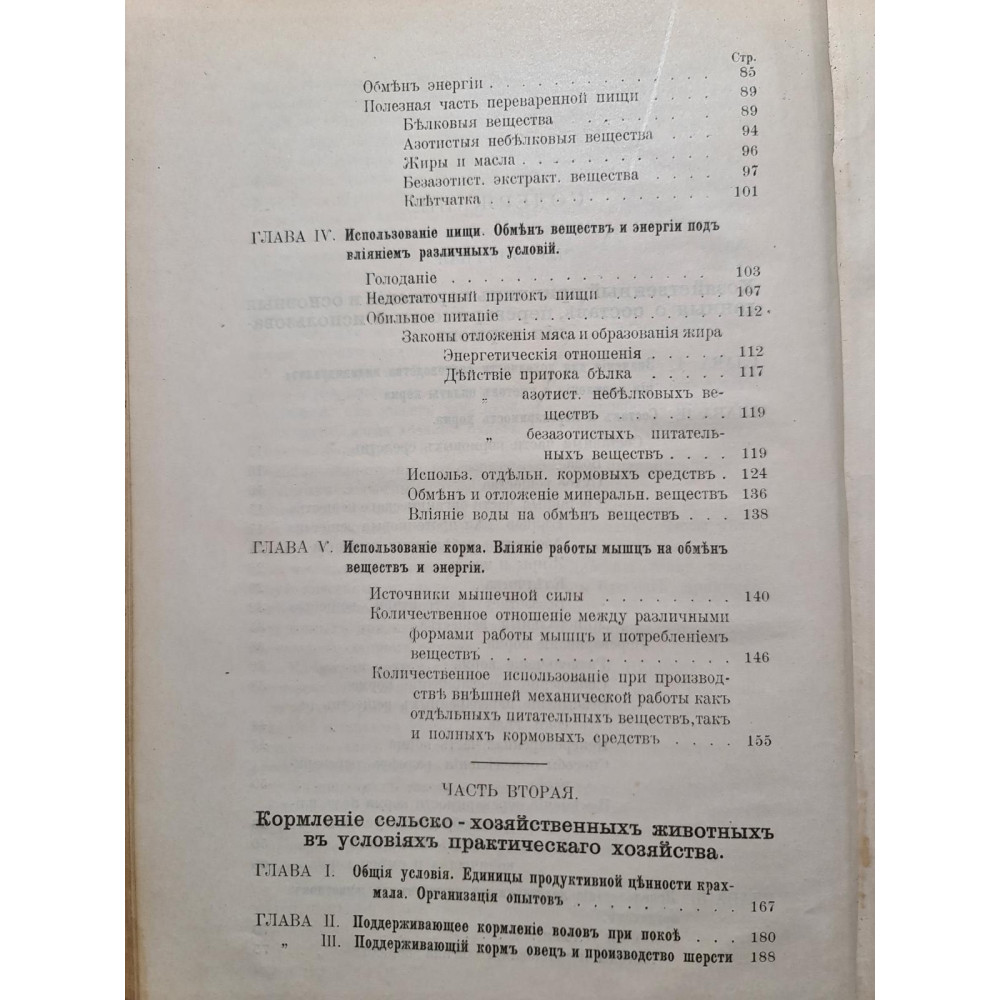 Стр.
Обмѣнъ энергіи . . . . . . . . . . . . . 85
Полезная часть переваренной пищи . . . . 89
Бѣлковыя вещества . . . . . . . 89
Азотистыя небѣлковыя вещества . . . 94
Жиры и масла . . . . . . . . . . . 96
Безазотист. экстракт. вещества . . . . 97
Клѣтчатка . . . . . . . . . . . . . 101
ГЛАВА IV. Использованіе пищи. Обмѣнъ веществъ и энергіи подъ
вліяніемъ различныхъ условій.
Голоданіе . . . . . . . . . . . . . . . 103
Недостаточный притокъ пищи . . . . . . 107
Обильное питаніе . . . . . . . . . . . . 112
Законы отложенія мяса и образованія жира
Энергетическія отношенія . . . . . 112
Дѣйствіе притока бѣлка . . . . . 117
„ азотист. небѣлковыхъ ве-
ществъ . . . . . . . 119
„ безазотистыхъ питатель-
ныхъ веществъ . . . . 119
Использ. отдѣльн. кормовыхъ средствъ . 124
Обмѣнъ и отложеніе минеральн. веществъ 136
Вліяніе воды на обмѣнъ веществъ . . . 138
ГЛАВА V. Использованіе корма. Вліяніе работы мышцъ на обмѣнъ
веществъ и энергіи.
Источники мышечной силы . . . . . . . . 140
Количественное отношеніе между различными
формами работы мышцъ и потребленіемъ
веществъ . . . . . . . . . . . . . . 146
Количественное использованіе при производ-
ствѣ внѣшней механической работы какъ
отдѣльныхъ питательныхъ веществъ, такъ
и полныхъ кормовыхъ средствъ . . . . 155
ЧАСТЬ ВТОРАЯ.
Кормленіе сельско-хозяйственныхъ животныхъ
въ условіяхъ практическаго хозяйства.
ГЛАВА I. Общія условія. Единицы продуктивной цѣнности крах-
мала. Организація опытовъ . . . . . . . . . . 167
ГЛАВА II. Поддерживающее кормленіе воловъ при покоѣ . . . 180
„ III. Поддерживающій кормъ овецъ и производство шерсти 188